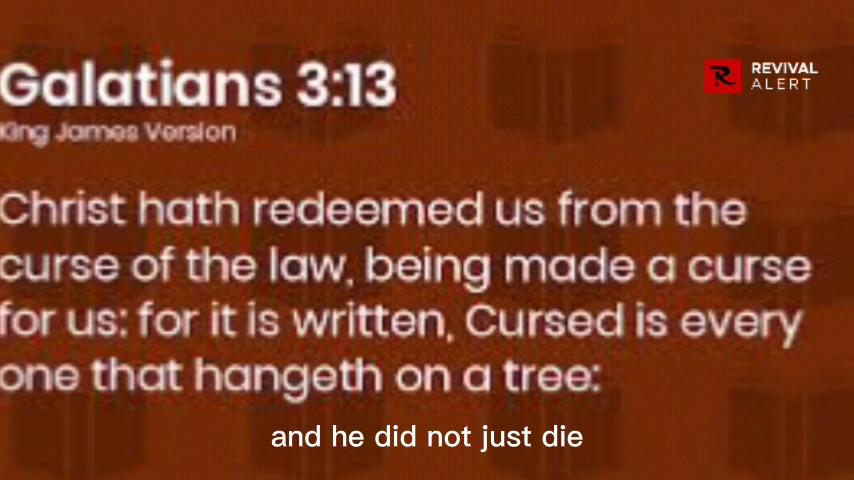 Galatians 3:13
King James Version
REVIVAL
ALERT
Christ hath redeemed us from the
curse of the law, being made a curse
for us: for it is written, Cursed is every
one that hangeth on a tree:
and he did not just die